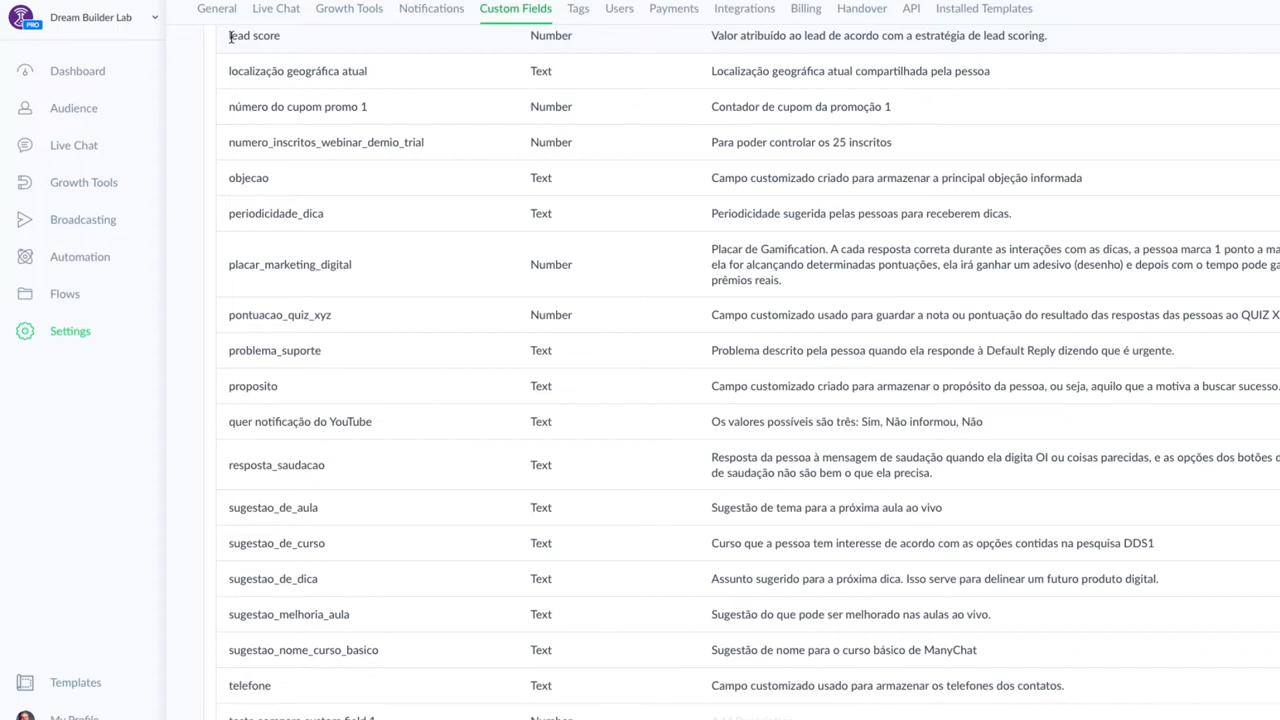 Dream Builder Lab
PRO
General Live Chat Growth Tools Notifications Custom Fields Tags Users Payments Integrations Billing Handover API Installed Templates
Dashboard
Audience
Live Chat
Growth Tools
Broadcasting
Automation
Flows
Settings
Templates
My Profile
lead score Number Valor atribuído ao lead de acordo com a estratégia de lead scoring.
localização geográfica atual Text Localização geográfica atual compartilhada pela pessoa
número do cupom promo 1 Number Contador de cupom da promoção 1
numero_inscritos_webinar_demio_trial Number Para poder controlar os 25 inscritos
objecao Text Campo customizado criado para armazenar a principal objeção informada
periodicidade_dica Text Periodicidade sugerida pelas pessoas para receberem dicas.
placar_marketing_digital Number Placar de Gamification. A cada resposta correta durante as interações com as dicas, a pessoa marca 1 ponto a ma
ela for alcançando determinadas pontuações, ela irá ganhar um adesivo (desenho) e depois com o tempo pode ga
prêmios reais.
pontuacao_quiz_xyz Number Campo customizado usado para guardar a nota ou pontuação do resultado das respostas das pessoas ao QUIZ X
problema_suporte Text Problema descrito pela pessoa quando ela responde à Default Reply dizendo que é urgente.
proposito Text Campo customizado criado para armazenar o propósito da pessoa, ou seja, aquilo que a motiva a buscar sucesso.
quer notificação do YouTube Text Os valores possíveis são três: Sim, Não informou, Não
resposta_saudacao Text Resposta da pessoa à mensagem de saudação quando ela digita OI ou coisas parecidas, e as opções dos botões d
de saudação não são bem o que ela precisa.
sugestao_de_aula Text Sugestão de tema para a próxima aula ao vivo
sugestao_de_curso Text Curso que a pessoa tem interesse de acordo com as opções contidas na pesquisa DDS1
sugestao_de_dica Text Assunto sugerido para a próxima dica. Isso serve para delinear um futuro produto digital.
sugestao_melhoria_aula Text Sugestão do que pode ser melhorado nas aulas ao vivo.
sugestao_nome_curso_basico Text Sugestão de nome para o curso básico de ManyChat
telefone Text Campo customizado usado para armazenar os telefones dos contatos.
Number Add Description